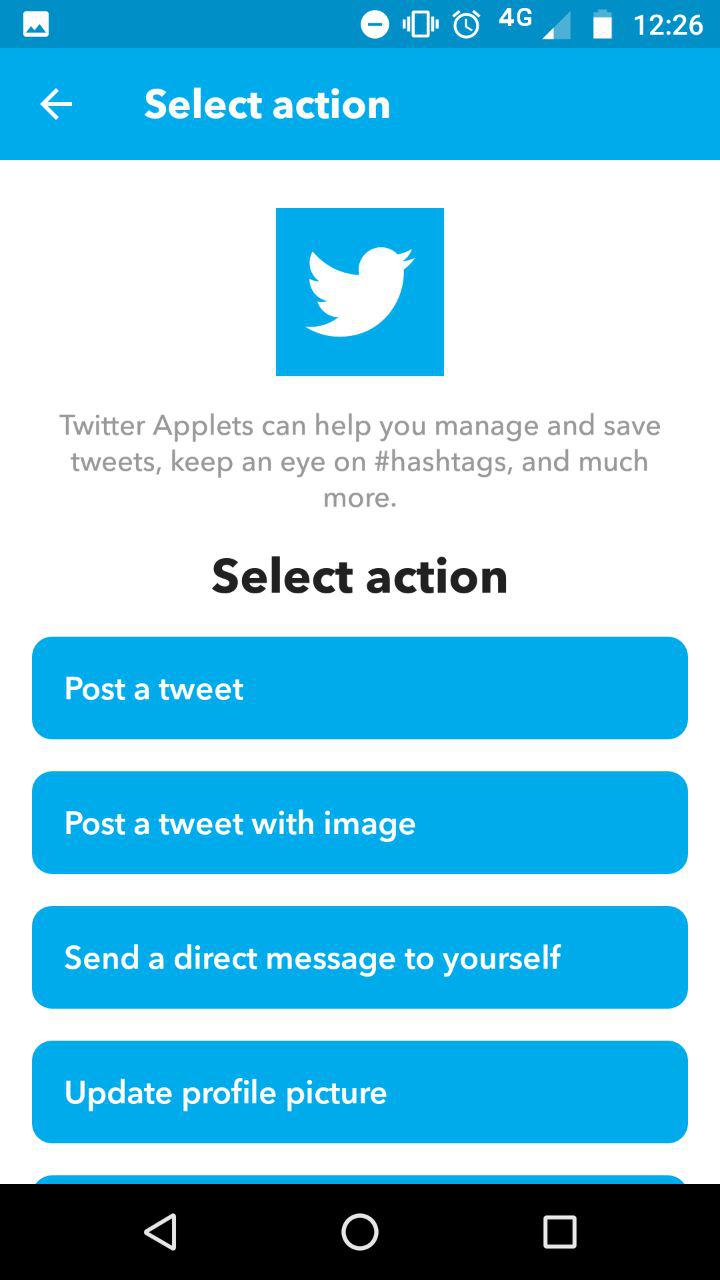 4G 12:26
Select action
Twitter Applets can help you manage and save
tweets, keep an eye on #hashtags, and much
more.
Select action
Post a tweet
Post a tweet with image
Send a direct message to yourself
Update profile picture